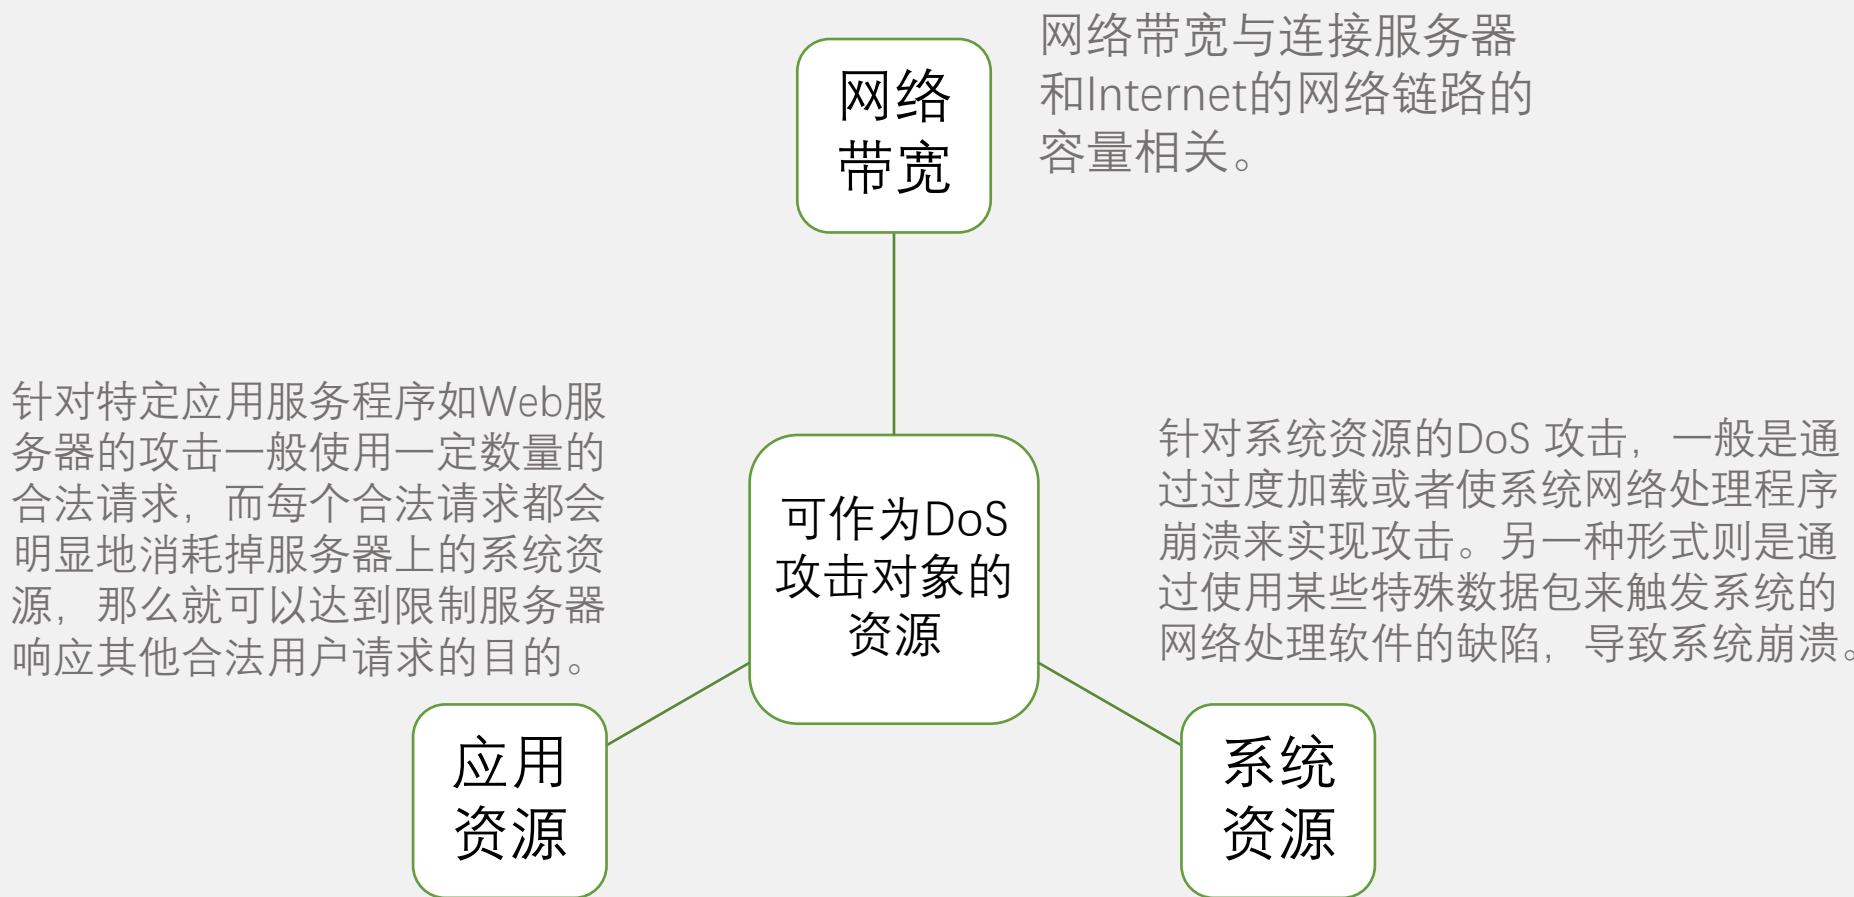 网络
带宽
网络带宽与连接服务器
和Internet的网络链路的
容量相关。
针对特定应用服务程序如Web服
务器的攻击一般使用一定数量的
合法请求，而每个合法请求都会
明显地消耗掉服务器上的系统资
源，那么就可以达到限制服务器
响应其他合法用户请求的目的。
可作为DoS
攻击对象的
资源
针对系统资源的DoS 攻击，一般是通
过过度加载或者使系统网络处理程序
崩溃来实现攻击。另一种形式则是通
过使用某些特殊数据包来触发系统的
网络处理软件的缺陷，导致系统崩溃。
应用
资源
系统
资源